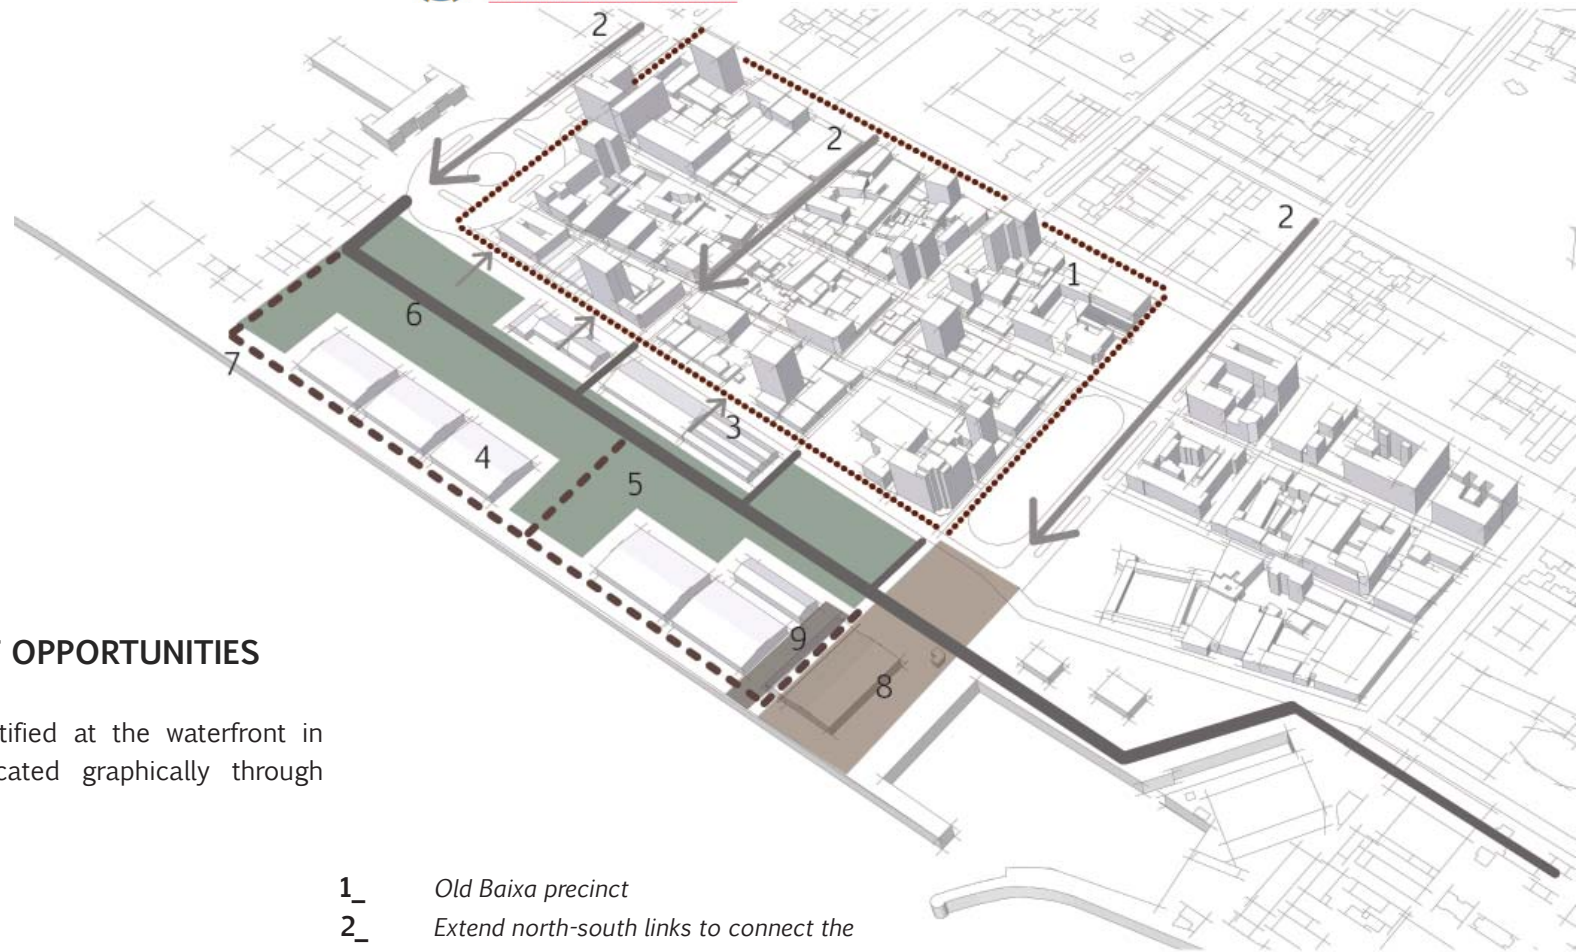 2
2
2
1
6
7
3
4
5
9
8
OPPORTUNITIES
tified at the waterfront in
cated graphically through
1_ Old Baixa precinct
2_ Extend north-south links to connect the